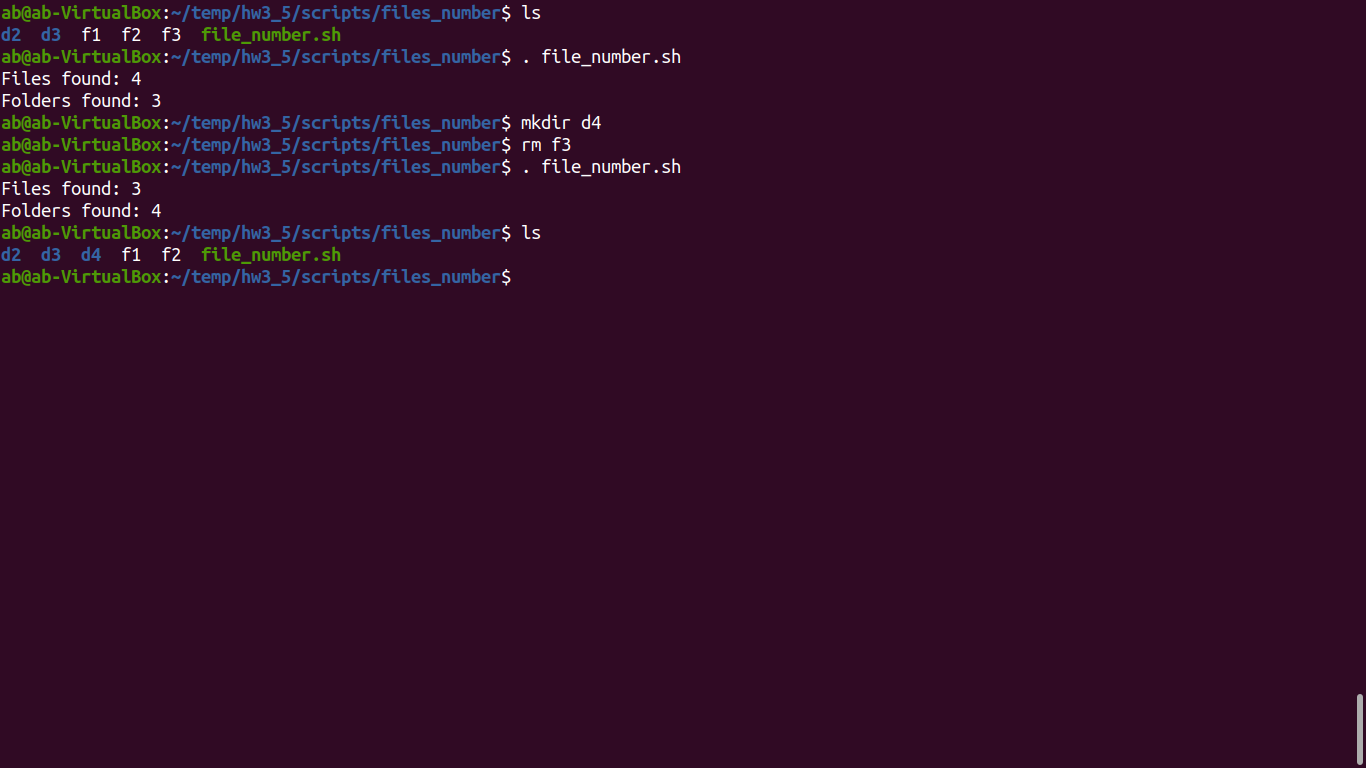 ab@ab-VirtualBox:~/temp/hw3_5/scripts/files_number$ ls
d2  d3  f1  f2  f3  file_number.sh
ab@ab-VirtualBox:~/temp/hw3_5/scripts/files_number$ . file_number.sh
Files found: 4
Folders found: 3
ab@ab-VirtualBox:~/temp/hw3_5/scripts/files_number$ mkdir d4
ab@ab-VirtualBox:~/temp/hw3_5/scripts/files_number$ rm f3
ab@ab-VirtualBox:~/temp/hw3_5/scripts/files_number$ . file_number.sh
Files found: 3
Folders found: 4
ab@ab-VirtualBox:~/temp/hw3_5/scripts/files_number$ ls
d2  d3  d4  f1  f2  file_number.sh
ab@ab-VirtualBox:~/temp/hw3_5/scripts/files_number$